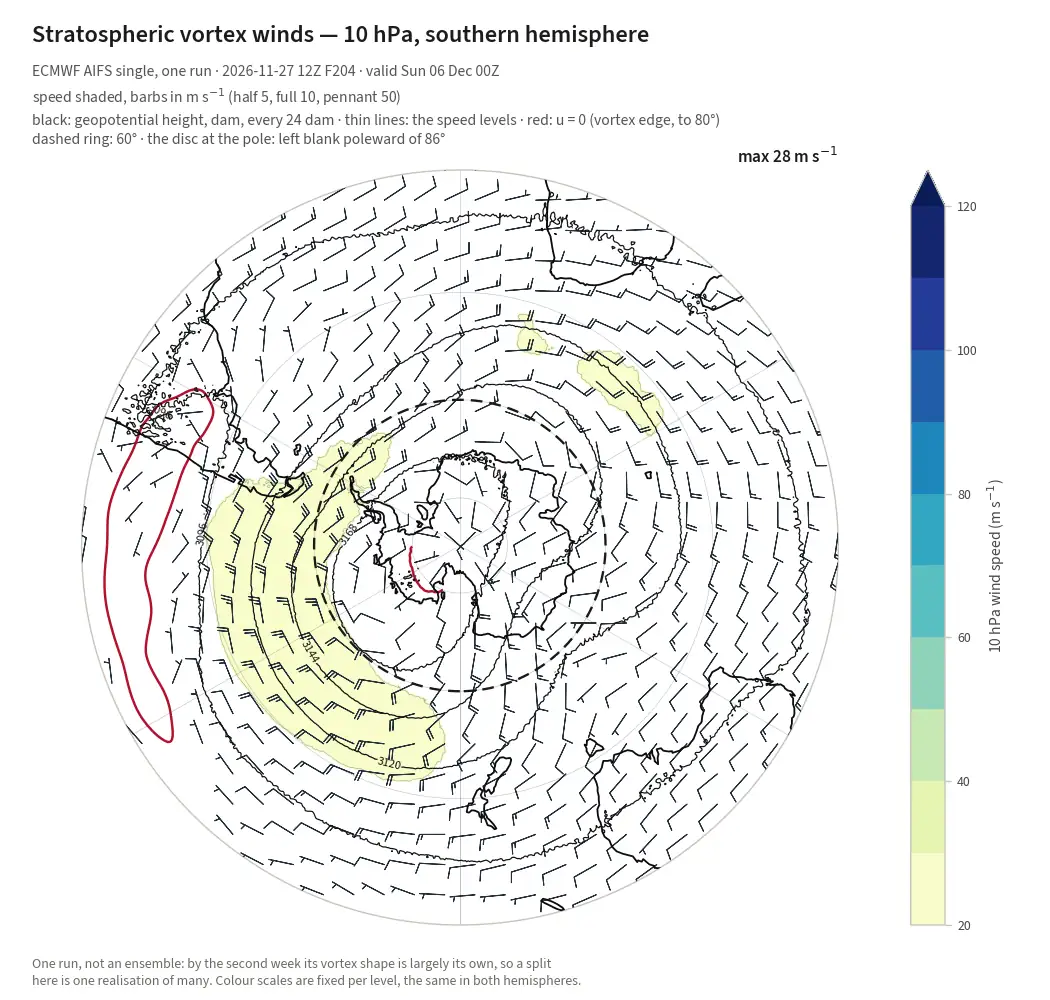 Stratospheric vortex winds — 10 hPa, southern hemisphere
ECMWF AIFS single, one run · 2026-11-27 12Z F204 · valid Sun 06 Dec 00Z
speed shaded, barbs in m s⁻¹ (half 5, full 10, pennant 50)
black: geopotential height, dam, every 24 dam · thin lines: the speed levels · red: u = 0 (vortex edge, to 80°)
dashed ring: 60° · the disc at the pole: left blank poleward of 86°
max 28 m s⁻¹
120
100
80
60
40
20
10 hPa wind speed (m s⁻¹)
3096
3168
3144
3120
One run, not an ensemble: by the second week its vortex shape is largely its own, so a split
here is one realisation of many. Colour scales are fixed per level, the same in both hemispheres.